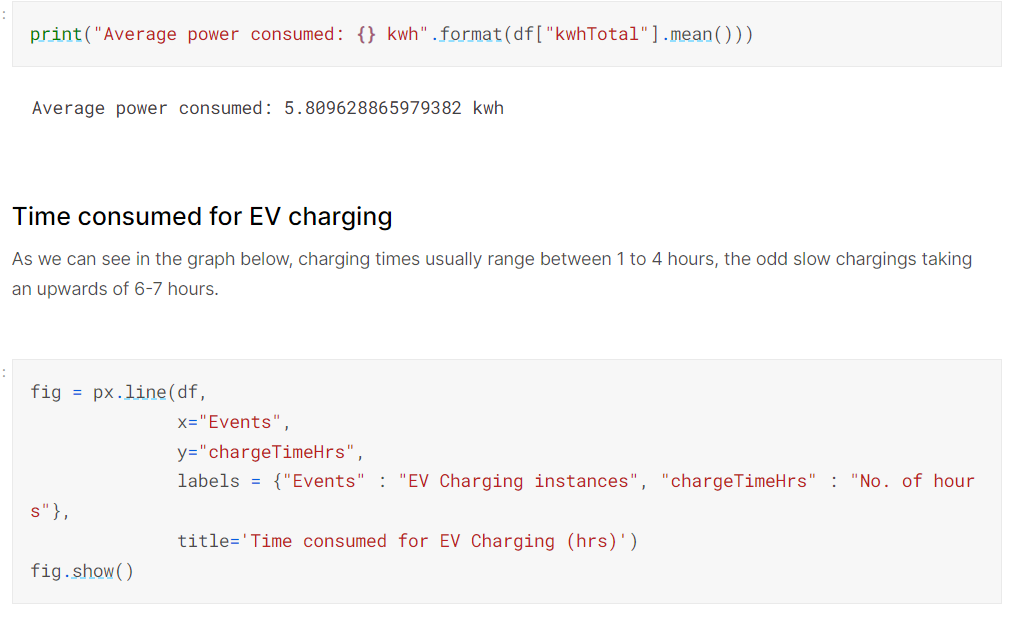 :
print("Average power consumed: {} kwh".format(df["kwhTotal"].mean()))
Average power consumed: 5.809628865979382 kwh
Time consumed for EV charging
As we can see in the graph below, charging times usually range between 1 to 4 hours, the odd slow chargings taking
an upwards of 6-7 hours.
:
fig = px.line(df,
              x="Events",
              y="chargeTimeHrs",
              labels = {"Events" : "EV Charging instances", "chargeTimeHrs" : "No. of hour
s"},
              title='Time consumed for EV Charging (hrs)')
fig.show()